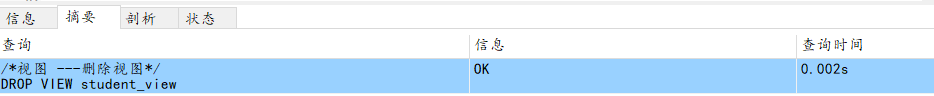 信息 摘要 剖析 状态
查询 信息 查询时间
/*视图 ---删除视图*/ OK 0.002s
DROP VIEW student_view